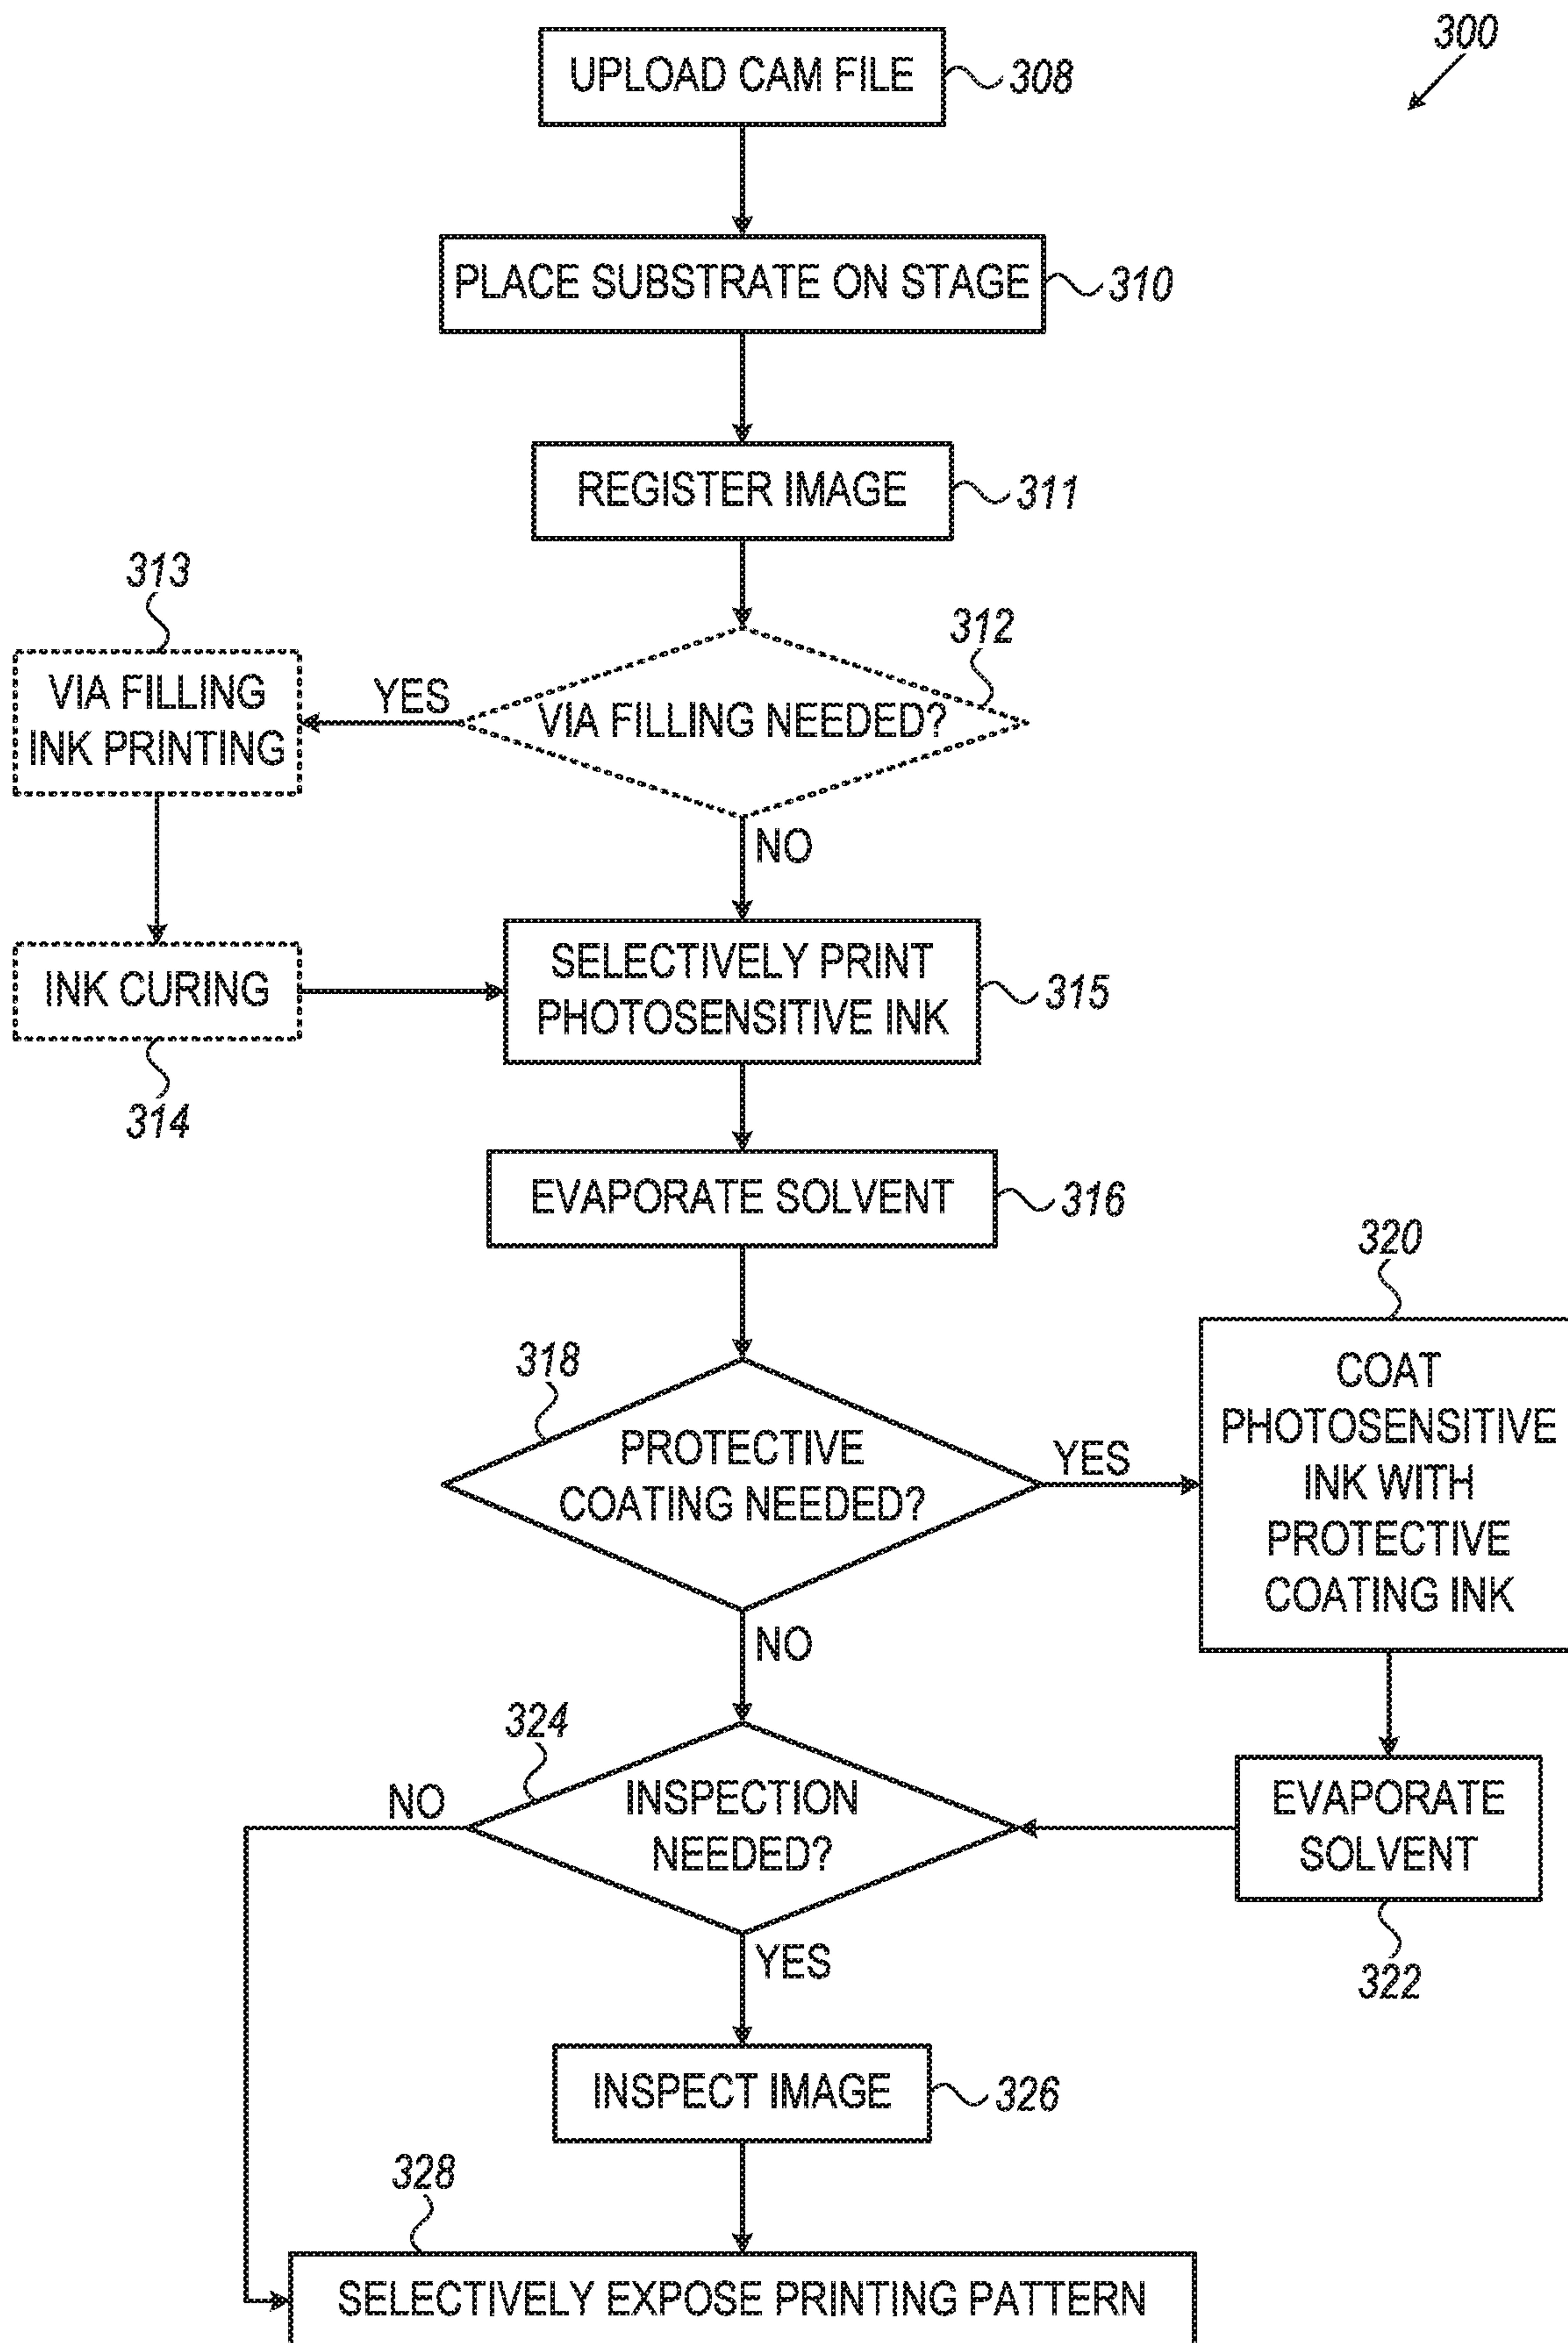 300
UPLOAD CAM FILE
308
PLACE SUBSTRATE ON STAGE
310
REGISTER IMAGE
311
312
VIA FILLING NEEDED?
YES
NO
313
VIA FILLING
INK PRINTING
INK CURING
314
SELECTIVELY PRINT
PHOTOSENSITIVE INK
315
EVAPORATE SOLVENT
316
318
PROTECTIVE
COATING NEEDED?
YES
NO
320
COAT
PHOTOSENSITIVE
INK WITH
PROTECTIVE
COATING INK
EVAPORATE
SOLVENT
322
324
INSPECTION
NEEDED?
NO
YES
INSPECT IMAGE
326
328
SELECTIVELY EXPOSE PRINTING PATTERN